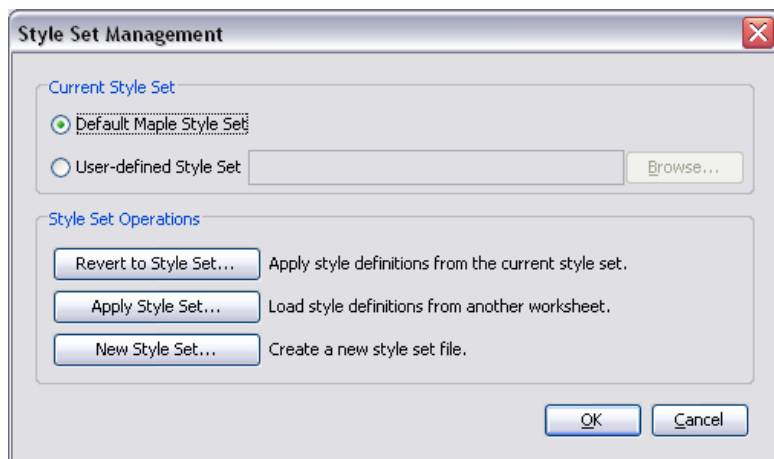 Style Set Management
Current Style Set
Default Maple Style Set
User-defined Style Set
Browse...
Style Set Operations
Revert to Style Set... Apply style definitions from the current style set.
Apply Style Set... Load style definitions from another worksheet.
New Style Set... Create a new style set file.
OK Cancel